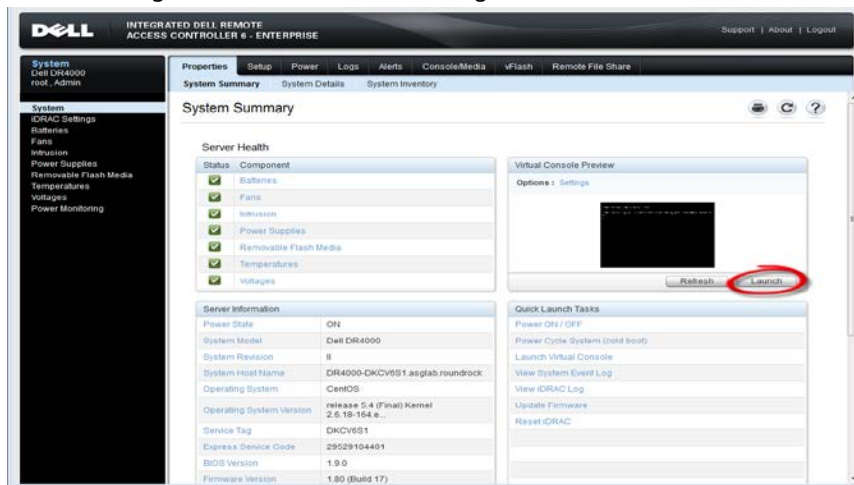 DELL
INTEGRATED DELL REMOTE
ACCESS CONTROLLER 6 - ENTERPRISE
Support | About | Logout
System
Dell DR4000
root , Admin
Properties Setup Power Logs Alerts Console/Media vFlash Remote File Share
System Summary System Details System Inventory
System
iDRAC Settings
Batteries
Fans
Intrusion
Power Supplies
Removable Flash Media
Temperatures
Voltages
Power Monitoring
System Summary
?
Server Health
Status Component
Batteries
Fans
Intrusion
Power Supplies
Removable Flash Media
Temperatures
Voltages
Virtual Console Preview
Options : Settings
Refresh Launch
Server Information
Power State ON
System Model Dell DR4000
System Revision II
System Host Name DR4000-DKCV6S1.asglab.roundrock
Operating System CentOS
Operating System Version release 5.4 (Final) Kernel
2.6.18-164.e...
Service Tag DKCV6S1
Express Service Code 29529104401
BIOS Version 1.9.0
Firmware Version 1.80 (Build 17)
Quick Launch Tasks
Power ON / OFF
Power Cycle System (cold boot)
Launch Virtual Console
View System Event Log
View iDRAC Log
Update Firmware
Reset iDRAC